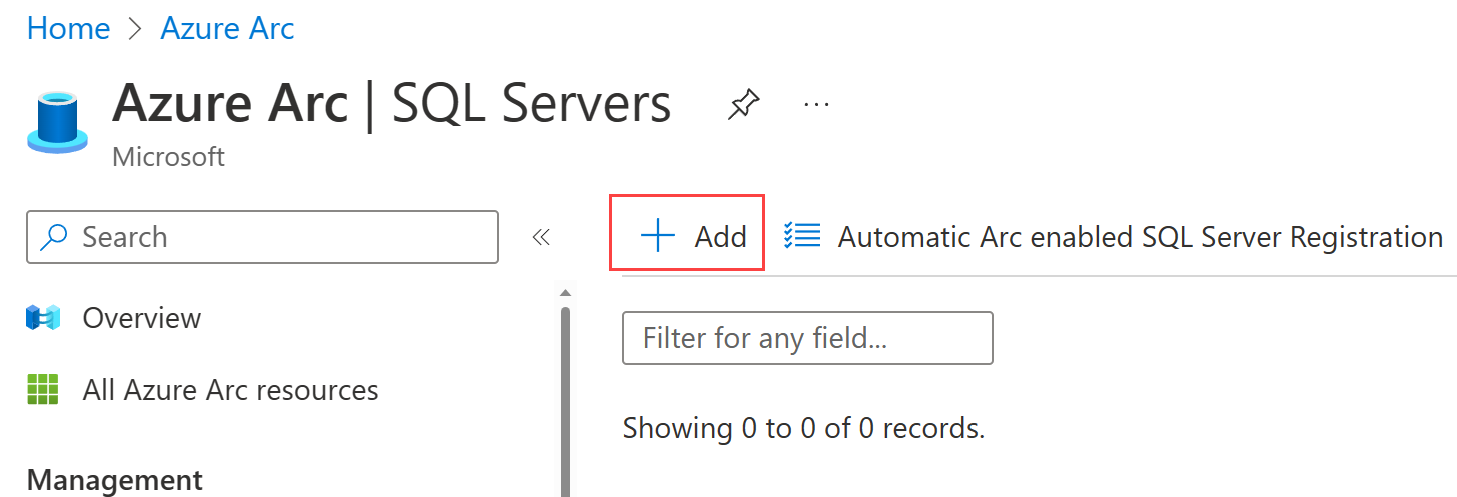 Home > Azure Arc
Azure Arc | SQL Servers
...
Microsoft
Search
Add
Automatic Arc enabled SQL Server Registration
Overview
All Azure Arc resources
Management
Filter for any field...
Showing 0 to 0 of 0 records.